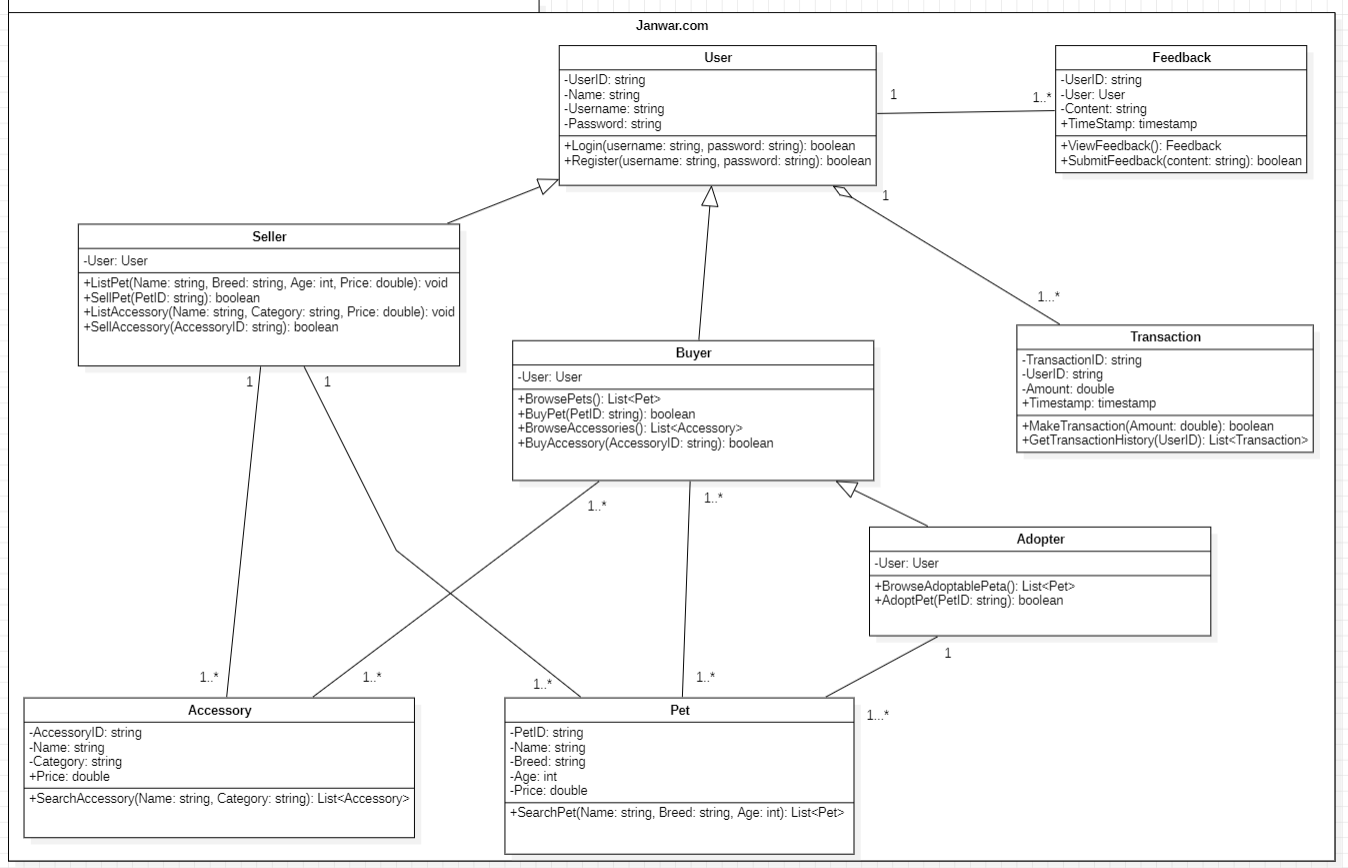 Janwar.com
User
-UserID: string
-Name: string
-Username: string
-Password: string
+Login(username: string, password: string): boolean
+Register(username: string, password: string): boolean
1
1..*
Feedback
-UserID: string
-User: User
-Content: string
+TimeStamp: timestamp
+ViewFeedback(): Feedback
+SubmitFeedback(content: string): boolean
1
1...*
Seller
-User: User
+ListPet(Name: string, Breed: string, Age: int, Price: double): void
+SellPet(PetID: string): boolean
+ListAccessory(Name: string, Category: string, Price: double): void
+SellAccessory(AccessoryID: string): boolean
1
1
Buyer
-User: User
+BrowsePets(): List<Pet>
+BuyPet(PetID: string): boolean
+BrowseAccessories(): List<Accessory>
+BuyAccessory(AccessoryID: string): boolean
1..*
1..*
Transaction
-TransactionID: string
-UserID: string
-Amount: double
+Timestamp: timestamp
+MakeTransaction(Amount: double): boolean
+GetTransactionHistory(UserID): List<Transaction>
Adopter
-User: User
+BrowseAdoptablePeta(): List<Pet>
+AdoptPet(PetID: string): boolean
1
1..*
1..*
1..*
1..*
1...*
Accessory
-AccessoryID: string
-Name: string
-Category: string
+Price: double
+SearchAccessory(Name: string, Category: string): List<Accessory>
Pet
-PetID: string
-Name: string
-Breed: string
-Age: int
-Price: double
+SearchPet(Name: string, Breed: string, Age: int): List<Pet>